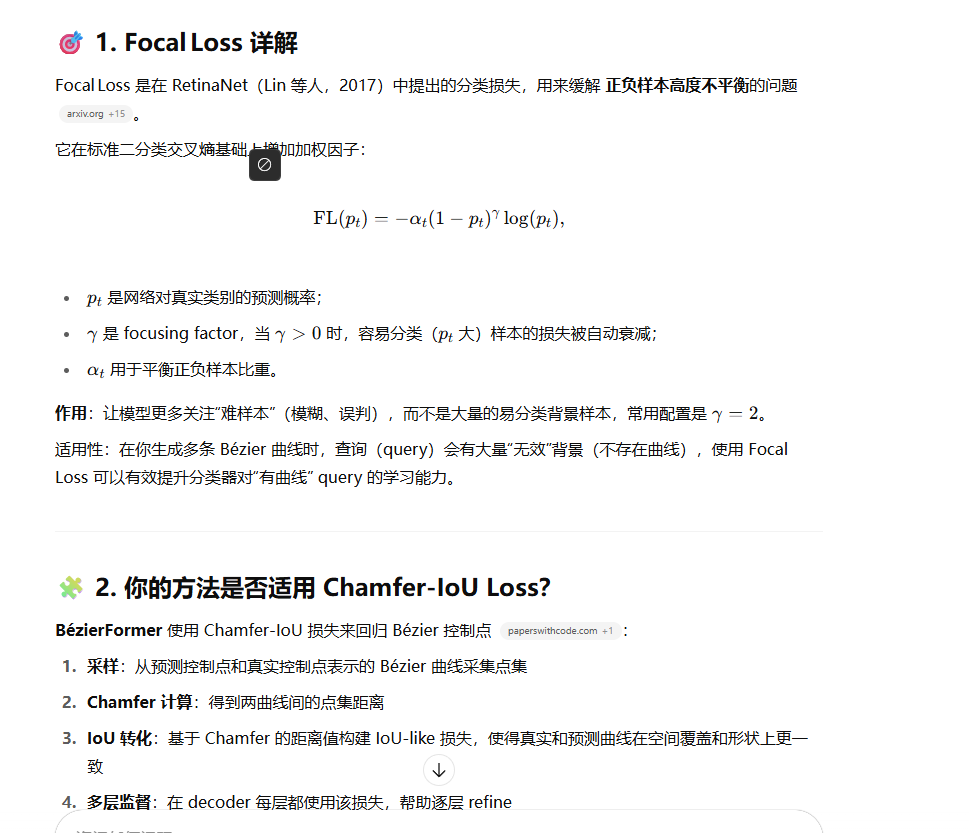 🎯 1. Focal Loss 详解
Focal Loss 是在 RetinaNet（Lin 等人，2017）中提出的分类损失，用来缓解 正负样本高度不平衡的问题
arxiv.org +15 。
它在标准二分类交叉熵基础上增加加权因子：
FL(pₜ) = −αₜ(1 − pₜ)^γ log(pₜ),
• pₜ 是网络对真实类别的预测概率；
• γ 是 focusing factor，当 γ > 0 时，容易分类（pₜ 大）样本的损失被自动衰减；
• αₜ 用于平衡正负样本比重。
作用：让模型更多关注“难样本”（模糊、误判），而不是大量的易分类背景样本，常用配置是 γ = 2。
适用性：在你生成多条 Bézier 曲线时，查询（query）会有大量“无效”背景（不存在曲线），使用 Focal
Loss 可以有效提升分类器对“有曲线” query 的学习能力。
🧩 2. 你的方法是否适用 Chamfer-IoU Loss?
BézierFormer 使用 Chamfer-IoU 损失来回归 Bézier 控制点 paperswithcode.com +1 ：
1. 采样：从预测控制点和真实控制点表示的 Bézier 曲线采集点集
2. Chamfer 计算：得到两曲线间的点集距离
3. IoU 转化：基于 Chamfer 的距离值构建 IoU-like 损失，使得真实和预测曲线在空间覆盖和形状上更一
致
4. 多层监督：在 decoder 每层都使用该损失，帮助逐层 refine